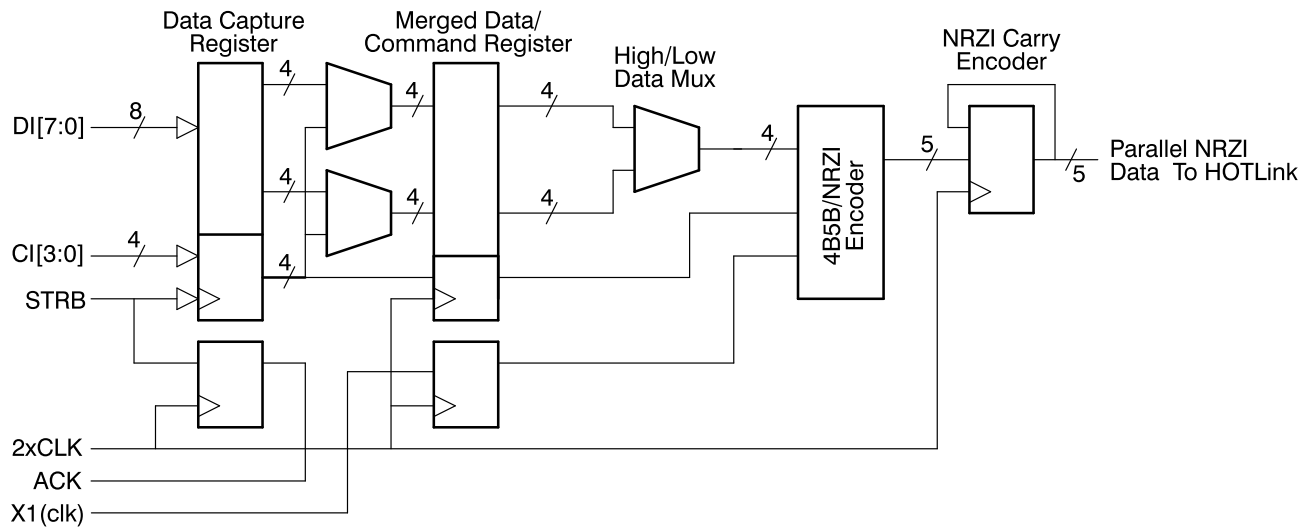 Data Capture
Register
Merged Data/
Command Register
High/Low
Data Mux
NRZI Carry
Encoder
DI[7:0]
8
4
4
4
4
4
4
4
5
5
Parallel NRZI
Data To HOTLink
4B5B/NRZI
Encoder
CI[3:0]
4
4
STRB
2xCLK
ACK
X1(clk)